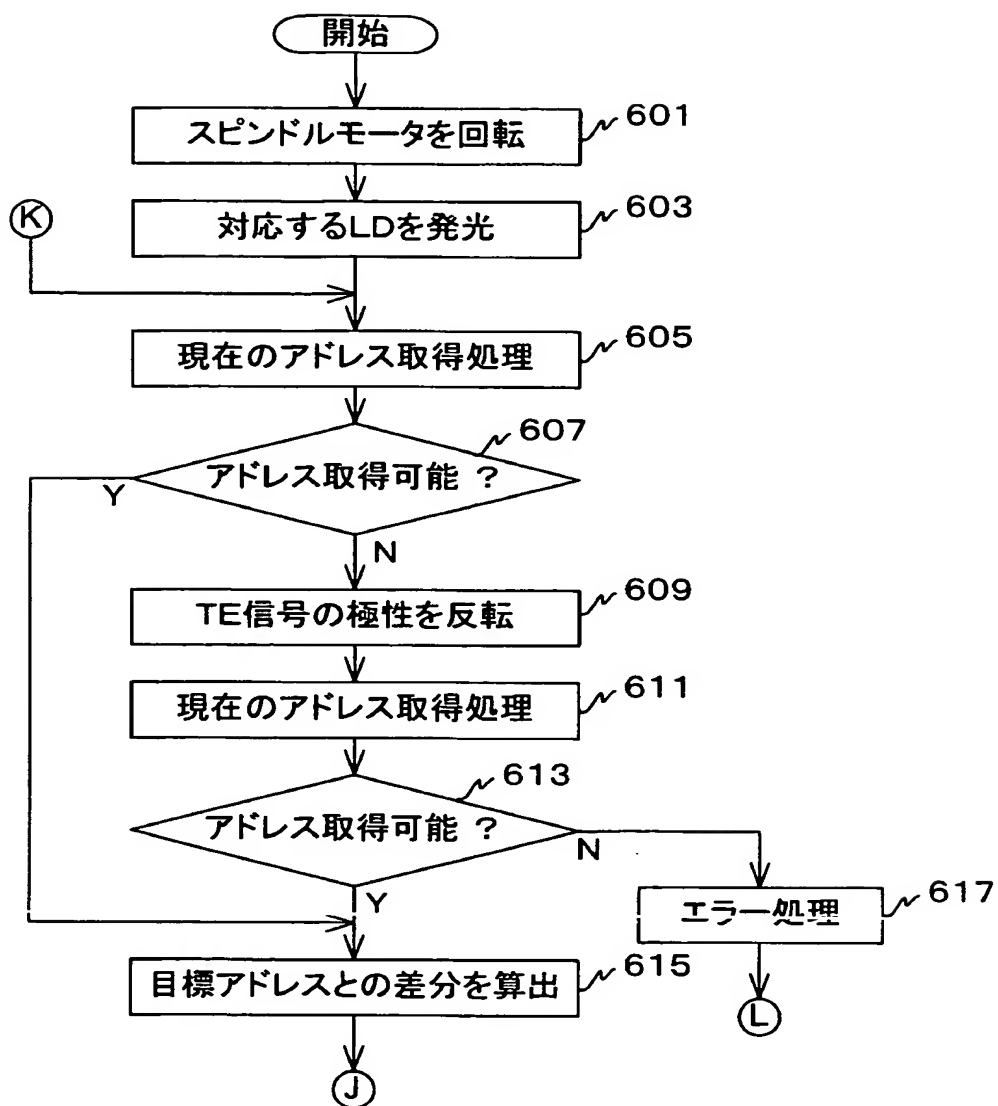 開始
スピンドルモータを回転
601
対応するLDを発光
603
K
現在のアドレス取得処理
605
アドレス取得可能 ?
607
Y
N
TE信号の極性を反転
609
現在のアドレス取得処理
611
アドレス取得可能 ?
613
N
Y
エラー処理
617
目標アドレスとの差分を算出
615
L
J